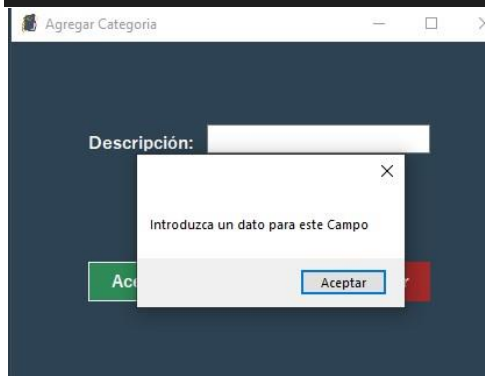 Agregar Categoria
Descripción:
Introduzca un dato para este Campo
Aceptar